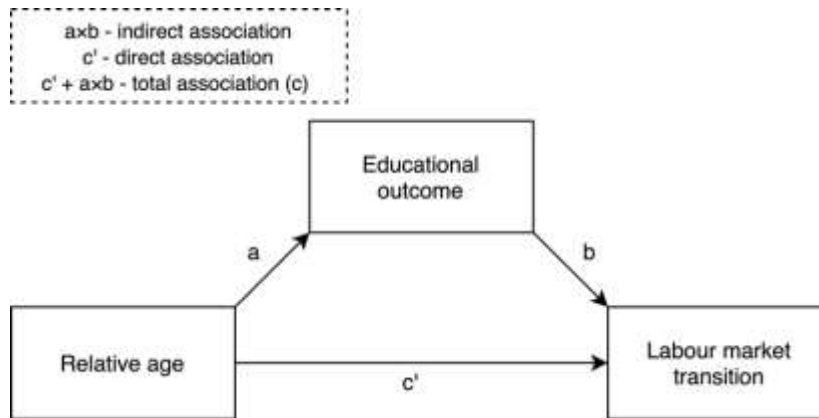 a×b - indirect association
c' - direct association
c' + a×b - total association (c)
Educational
outcome
a
b
Relative age
c'
Labour market
transition